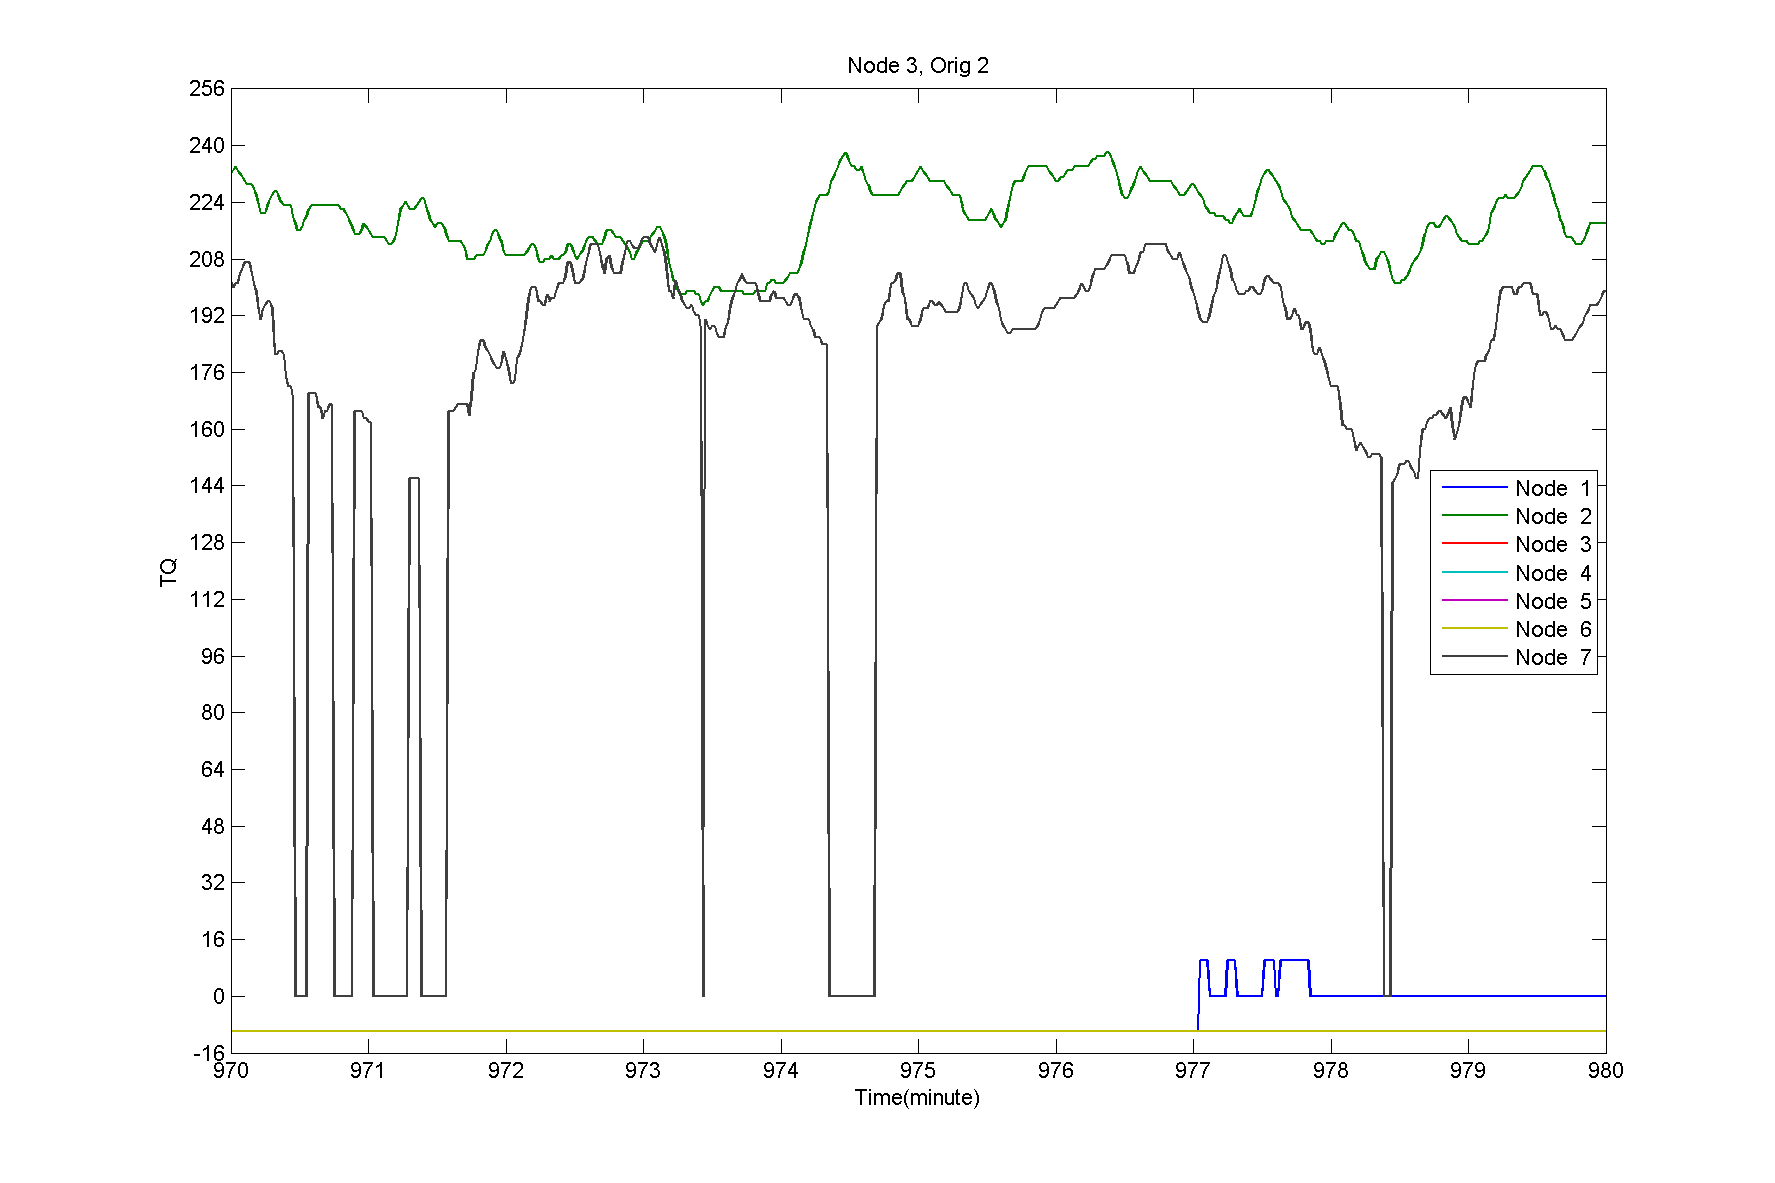 Node 3, Orig 2
256
240
224
208
192
176
160
144
128
112
96
80
64
48
32
16
0
-16
TQ
Node 1
Node 2
Node 3
Node 4
Node 5
Node 6
Node 7
970 971 972 973 974 975 976 977 978 979 980
Time(minute)